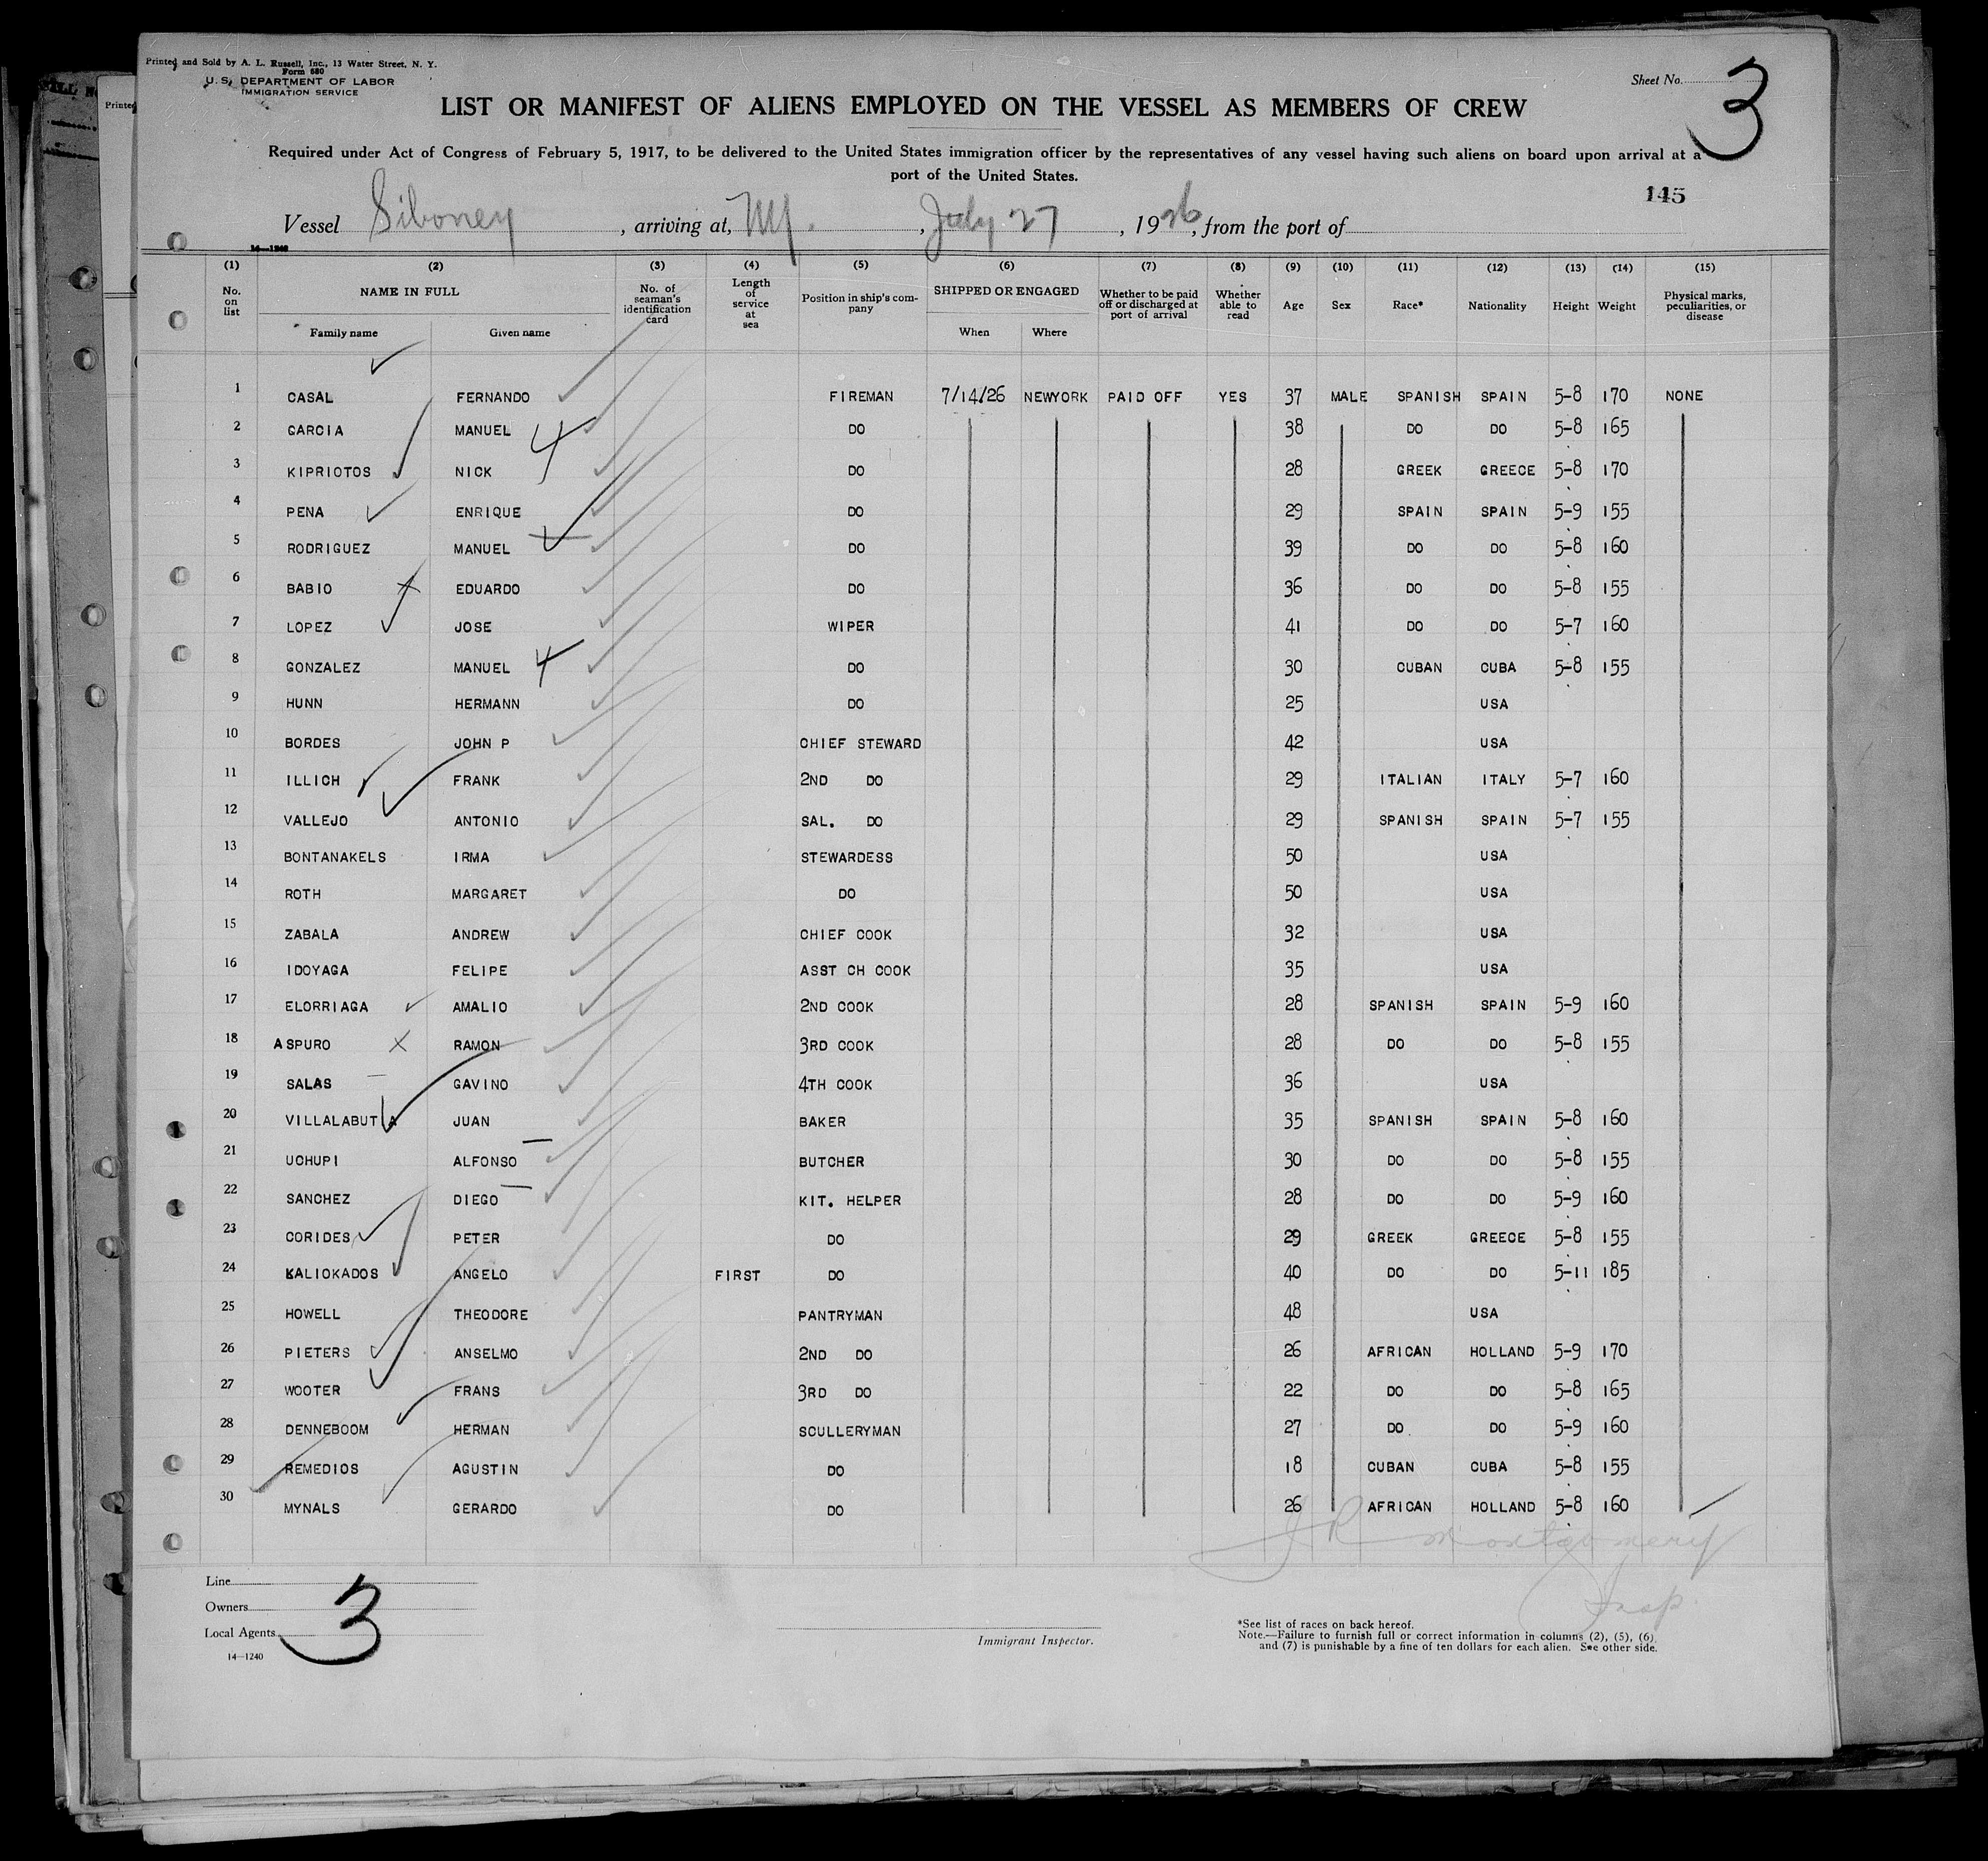 Printed and Sold by A. L. Russell, Inc., 13 Water Street, N. Y.
Form 680
U. S. DEPARTMENT OF LABOR
IMMIGRATION SERVICE
Sheet No. 3
LIST OR MANIFEST OF ALIENS EMPLOYED ON THE VESSEL AS MEMBERS OF CREW
Required under Act of Congress of February 5, 1917, to be delivered to the United States immigration officer by the representatives of any vessel having such aliens on board upon arrival at a
port of the United States.
145
Vessel Siboney, arriving at, NY., July 27, 1926, from the port of
14—1240
(1) (2) (3) (4) (5) (6) (7) (8) (9) (10) (11) (12) (13) (14) (15)
No. on list NAME IN FULL Family name Given name No. of seaman's identification card Length of service at sea Position in ship's company SHIPPED OR ENGAGED When Where Whether to be paid off or discharged at port of arrival Whether able to read Age Sex Race* Nationality Height Weight Physical marks, peculiarities, or disease
1 CASAL FERNANDO FIREMAN 7/14/26 NEWYORK PAID OFF YES 37 MALE SPANISH SPAIN 5-8 170 NONE
2 GARCIA MANUEL DO 38 DO DO 5-8 165
3 KIPRIOTOS NICK DO 28 GREEK GREECE 5-8 170
4 PENA ENRIQUE DO 29 SPAIN SPAIN 5-9 155
5 RODRIGUEZ MANUEL DO 39 DO DO 5-8 160
6 BABIO EDUARDO DO 36 DO DO 5-8 155
7 LOPEZ JOSE WIPER 41 DO DO 5-7 160
8 GONZALEZ MANUEL DO 30 CUBAN CUBA 5-8 155
9 HUNN HERMANN DO 25 USA
10 BORDES JOHN P CHIEF STEWARD 42 USA
11 ILLICH FRANK 2ND DO 29 ITALIAN ITALY 5-7 160
12 VALLEJO ANTONIO SAL. DO 29 SPANISH SPAIN 5-7 155
13 BONTANAKELS IRMA STEWARDESS 50 USA
14 ROTH MARGARET DO 50 USA
15 ZABALA ANDREW CHIEF COOK 32 USA
16 IDOYAGA FELIPE ASST CH COOK 35 USA
17 ELORRIAGA AMALIO 2ND COOK 28 SPANISH SPAIN 5-9 160
18 ASPURO RAMON 3RD COOK 28 DO DO 5-8 155
19 SALAS GAVINO 4TH COOK 36 USA
20 VILLALABUTIA JUAN BAKER 35 SPANISH SPAIN 5-8 160
21 UCHUPI ALFONSO BUTCHER 30 DO DO 5-8 155
22 SANCHEZ DIEGO KIT. HELPER 28 DO DO 5-9 160
23 CORIDES PETER DO 29 GREEK GREECE 5-8 155
24 KALIOKADOS ANGELO FIRST DO 40 DO DO 5-11 185
25 HOWELL THEODORE PANTRYMAN 48 USA
26 PIETERS ANSELMO 2ND DO 26 AFRICAN HOLLAND 5-9 170
27 WOOTER FRANS 3RD DO 22 DO DO 5-8 165
28 DENNEBOOM HERMAN SCULLERYMAN 27 DO DO 5-9 160
29 REMEDIOS AGUSTIN DO 18 CUBAN CUBA 5-8 155
30 MYNALS GERARDO DO 26 AFRICAN HOLLAND 5-8 160
J R Montgomery
Insp.
Line
Owners
Local Agents
3
14—1240
Immigrant Inspector.
*See list of races on back hereof.
Note.—Failure to furnish full or correct information in columns (2), (5), (6),
and (7) is punishable by a fine of ten dollars for each alien. See other side.